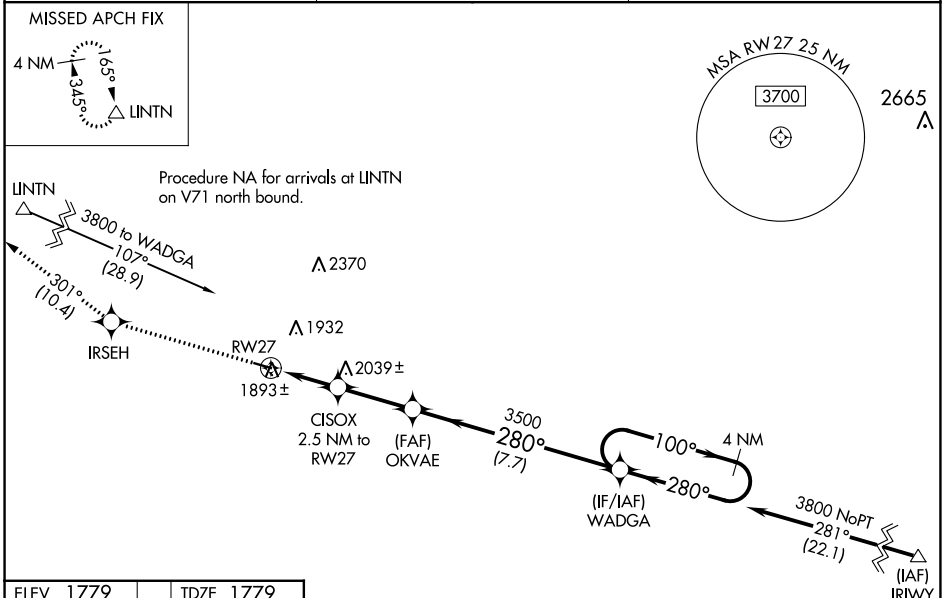 MISSED APCH FIX
4 NM
165°
345°
LINTN
MSA RW 27 25 NM
3700
2665
Procedure NA for arrivals at LINTN
on V71 north bound.
LINTN
3800 to WADGA
107°
(28.9)
2370
301°
(10.4)
IRSEH
1932
RW27
1893±
2039±
CISOX
2.5 NM to
RW27
(FAF)
OKVAE
3500
280°
(7.7)
100°
4 NM
280°
(IF/IAF)
WADGA
3800 NoPT
281°
(22.1)
(IAF)
IRIWY
ELEV 1779
TDZE 1779